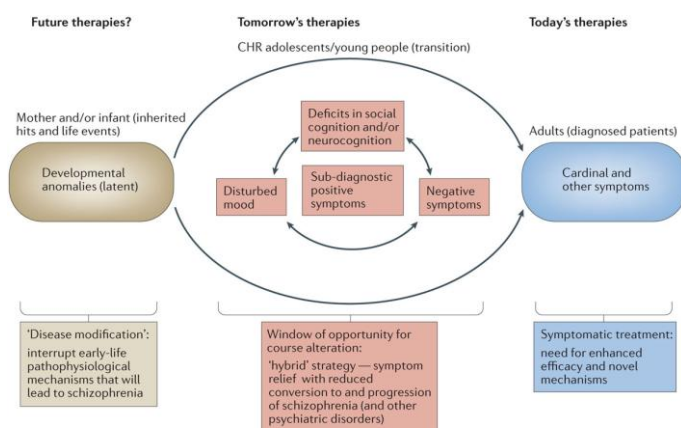 Future therapies?
Tomorrow's therapies
Today's therapies
CHR adolescents/young people (transition)
Mother and/or infant (inherited
hits and life events)
Developmental
anomalies (latent)
Deficits in social
cognition and/or
neurocognition
Disturbed
mood
Sub-diagnostic
positive
symptoms
Negative
symptoms
Adults (diagnosed patients)
Cardinal and
other symptoms
'Disease modification':
interrupt early-life
pathophysiological
mechanisms that will
lead to schizophrenia
Window of opportunity for
course alteration:
'hybrid' strategy — symptom
relief with reduced
conversion to and progression
of schizophrenia (and other
psychiatric disorders)
Symptomatic treatment:
need for enhanced
efficacy and novel
mechanisms